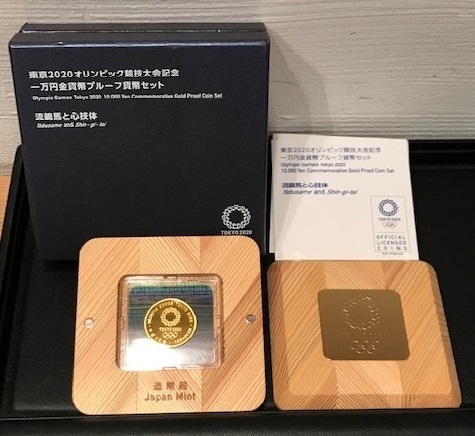 東京2020オリンピック競技大会記念
一万円金貨幣プルーフ貨幣セット
Olympic Games Tokyo 2020 10,000 Yen Commemorative Gold Proof Coin Set
流鏑馬と心技体
Yabusame and Shin-gi-tai
TOKYO 2020
東京2020オリンピック競技大会記念
一万円金貨幣プルーフ貨幣セット
Olympic Games Tokyo 2020
10,000 Yen Commemorative Gold Proof Coin Set
流鏑馬と心技体
Yabusame and Shin-gi-tai
TOKYO 2020
OFFICIAL
LICENSED
COINS
TOKYO 2020
造幣局
Japan Mint